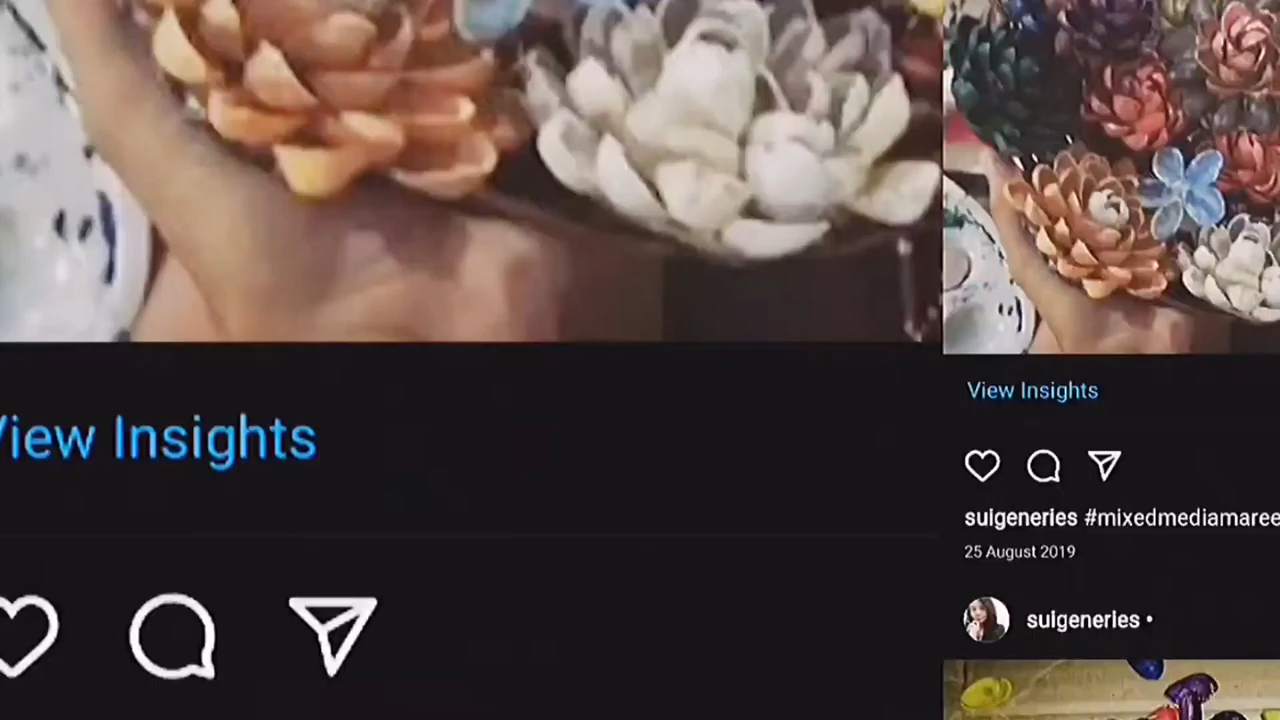 View Insights
View Insights
suigeneries #mixedmediamaree
25 August 2019
suigeneries •